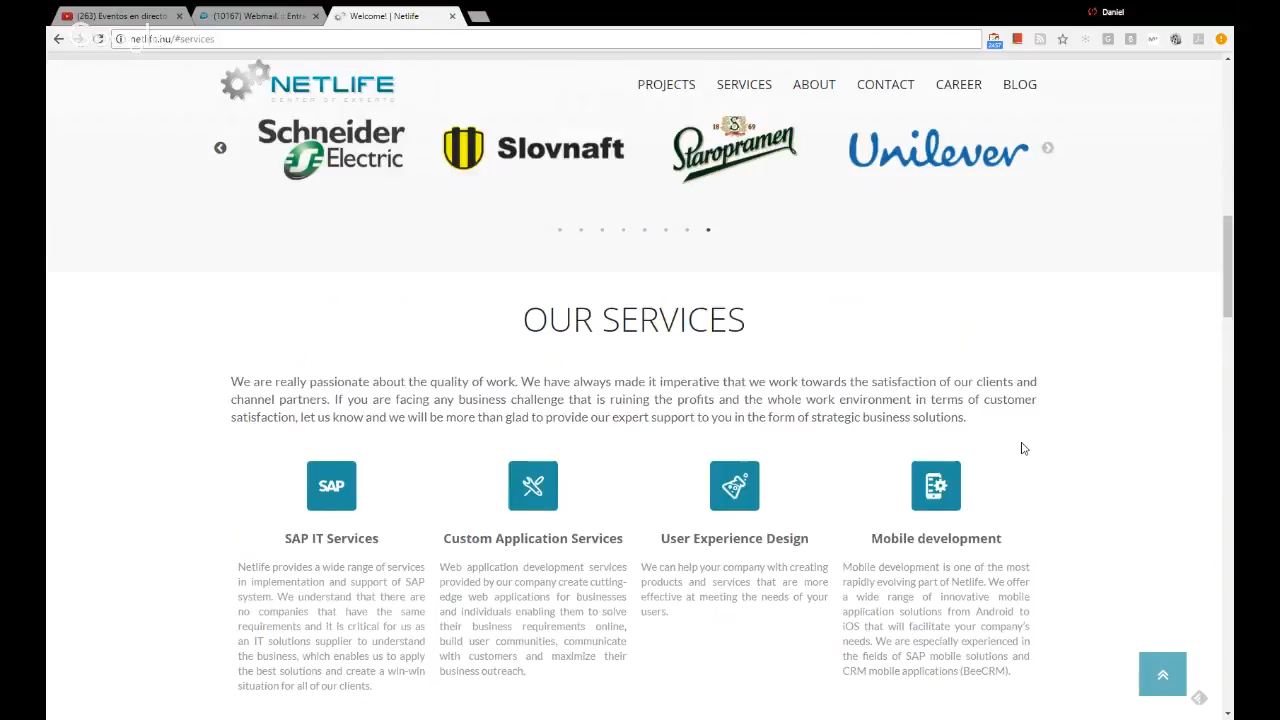 (263) Eventos en directo
(10167) Webmail. :: Entra
Welcome! | Netlife
Daniel
netlife.hu/#services
NETLIFE
CENTER OF EXPERTS
PROJECTS SERVICES ABOUT CONTACT CAREER BLOG
Schneider
Electric
Slovnaft
1869
Staropramen
Unilever
OUR SERVICES
We are really passionate about the quality of work. We have always made it imperative that we work towards the satisfaction of our clients and
channel partners. If you are facing any business challenge that is ruining the profits and the whole work environment in terms of customer
satisfaction, let us know and we will be more than glad to provide our expert support to you in the form of strategic business solutions.
SAP
SAP IT Services
Netlife provides a wide range of services
in implementation and support of SAP
system. We understand that there are
no companies that have the same
requirements and it is critical for us as
an IT solutions supplier to understand
the business, which enables us to apply
the best solutions and create a win-win
situation for all of our clients.
Custom Application Services
Web application development services
provided by our company create cutting-
edge web applications for businesses
and individuals enabling them to solve
their business requirements online,
build user communities, communicate
with customers and maximize their
business outreach.
User Experience Design
We can help your company with creating
products and services that are more
effective at meeting the needs of your
users.
Mobile development
Mobile development is one of the most
rapidly evolving part of Netlife. We offer
a wide range of innovative mobile
application solutions from Android to
iOS that will facilitate your company's
needs. We are especially experienced in
the fields of SAP mobile solutions and
CRM mobile applications (BeeCRM).